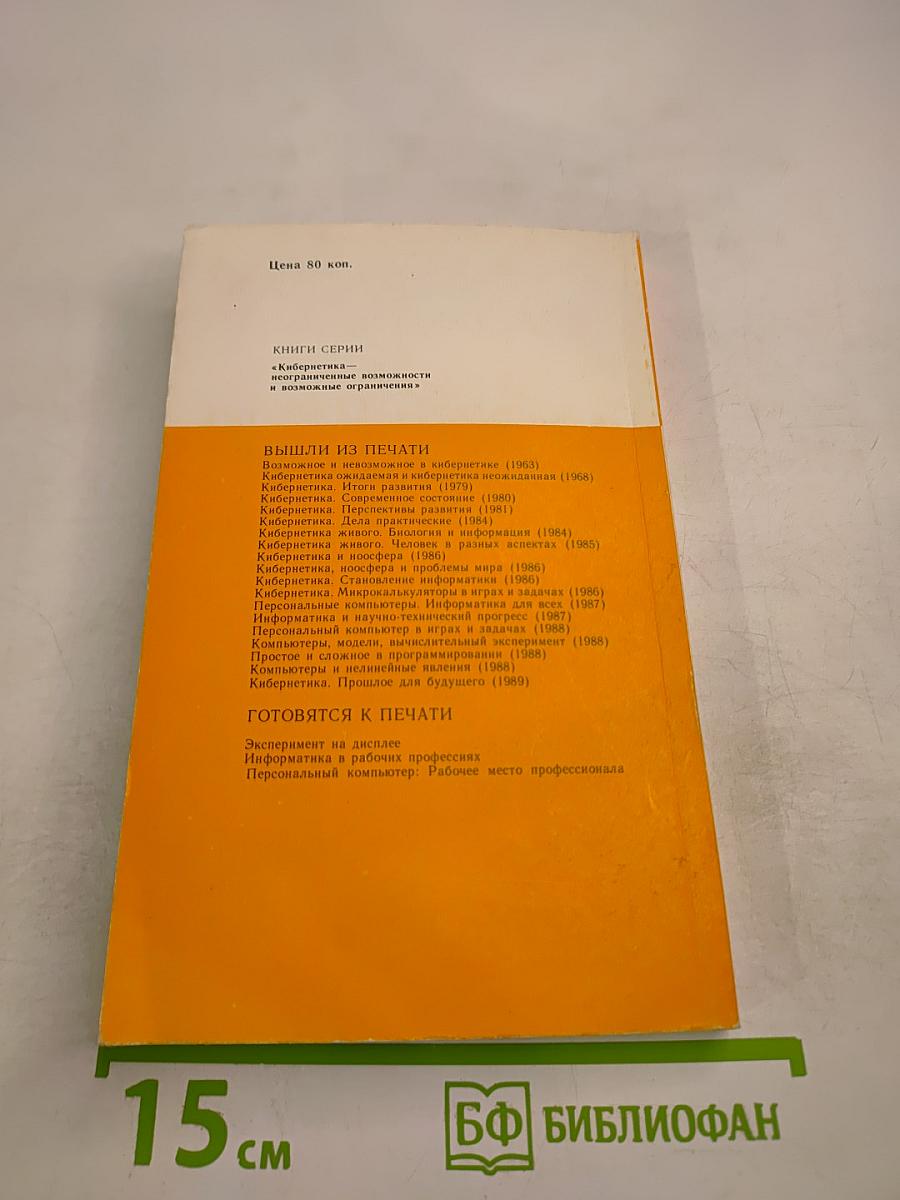 Цена 80 коп.
КНИГИ СЕРИИ
«Кибернетика—
неограниченные возможности
и возможные ограничения»
ВЫШЛИ ИЗ ПЕЧАТИ
Возможное и невозможное в кибернетике (1963)
Кибернетика ожидаемая и кибернетика неожиданная (1968)
Кибернетика. Итоги развития (1979)
Кибернетика. Современное состояние (1980)
Кибернетика. Перспективы развития (1981)
Кибернетика. Дела практические (1984)
Кибернетика живого. Биология и информация (1984)
Кибернетика живого. Человек в разных аспектах (1985)
Кибернетика и ноосфера (1986)
Кибернетика, ноосфера и проблемы мира (1986)
Кибернетика. Становление информатики (1986)
Кибернетика. Микрокалькуляторы в играх и задачах (1986)
Персональные компьютеры. Информатика для всех (1987)
Информатика и научно-технический прогресс (1987)
Персональный компьютер в играх и задачах (1988)
Компьютеры, модели, вычислительный эксперимент (1988)
Простое и сложное в программировании (1988)
Компьютеры и нелинейные явления (1988)
Кибернетика. Прошлое для будущего (1989)
ГОТОВЯТСЯ К ПЕЧАТИ
Эксперимент на дисплее
Информатика в рабочих профессиях
Персональный компьютер: Рабочее место профессионала
15 см
БФ БИБЛИОФАН